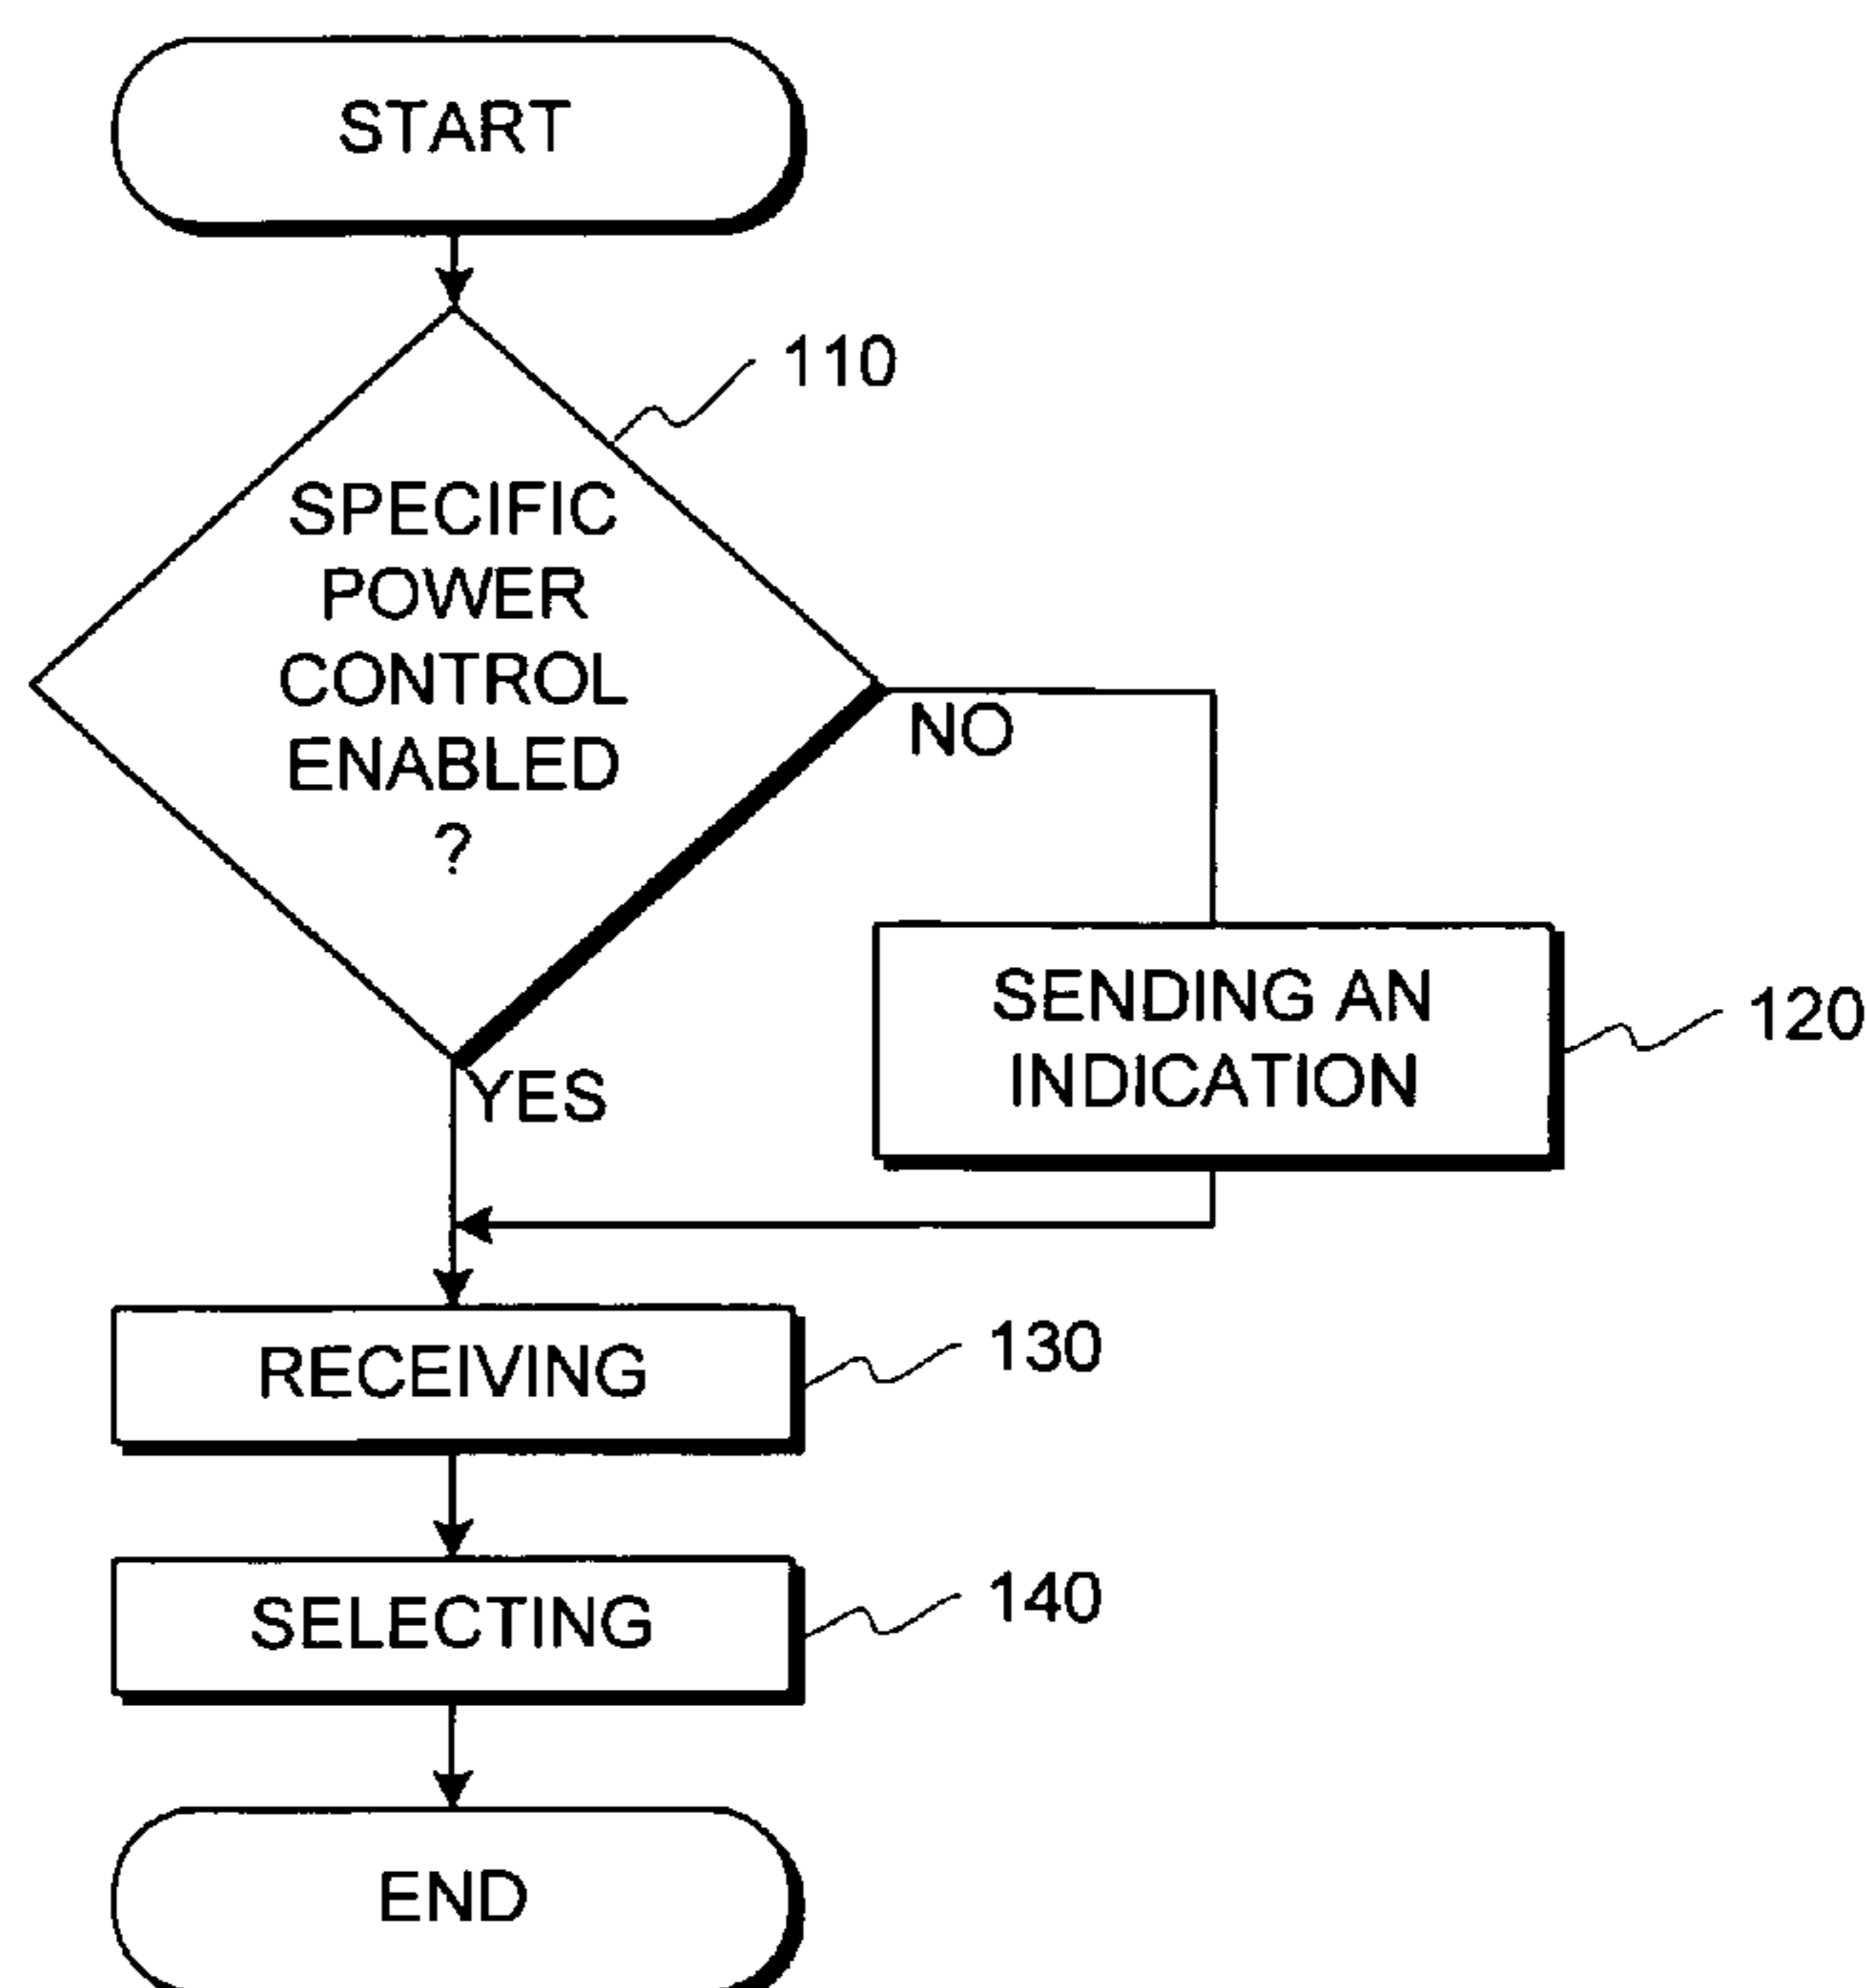 START
110
SPECIFIC
POWER
CONTROL
ENABLED
?
NO
SENDING AN
INDICATION
120
YES
RECEIVING
130
SELECTING
140
END